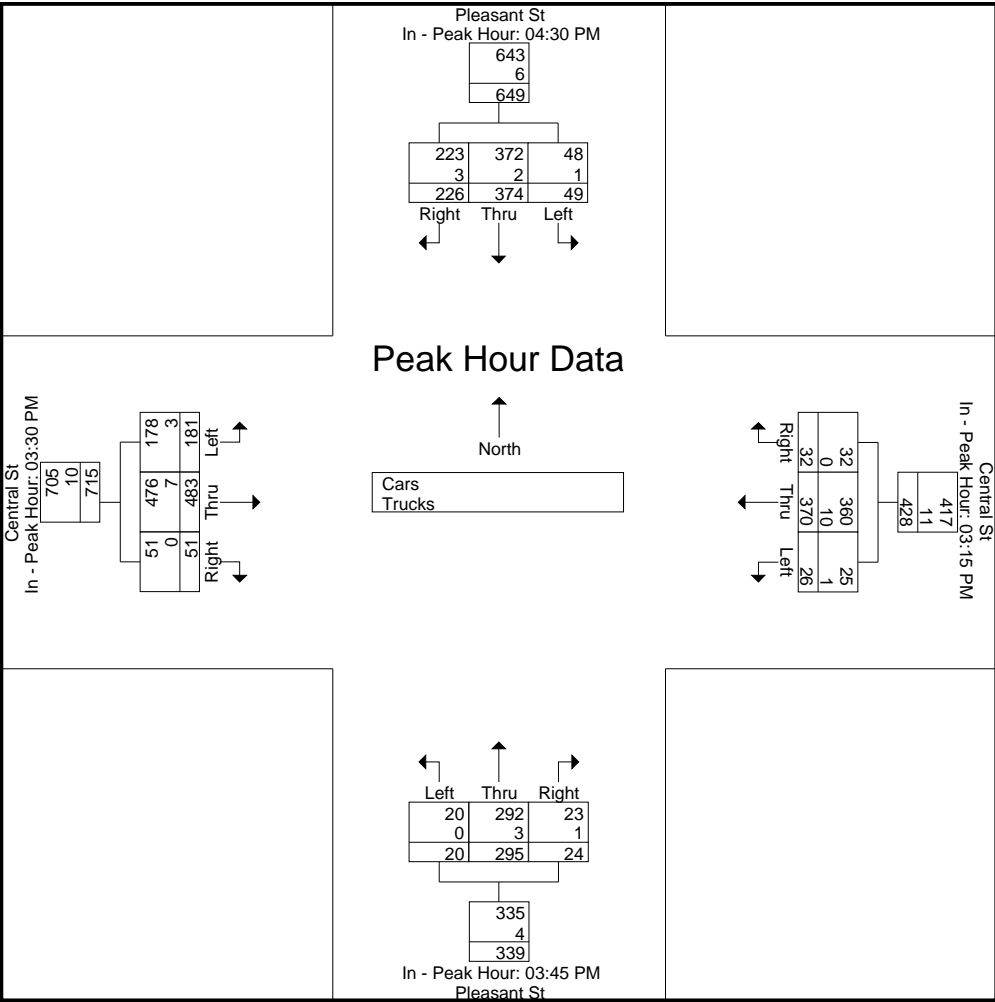 Pleasant St
In - Peak Hour: 04:30 PM
643
6
649
223 372 48
3 2 1
226 374 49
Right Thru Left
Peak Hour Data
North
Cars
Trucks
Central St
In - Peak Hour: 03:30 PM
705
10
715
178 3 181
476 7 483
51 0 51
Left
Thru
Right
Central St
In - Peak Hour: 03:15 PM
417
11
428
32 0 32
360 10 370
25 1 26
Right
Thru
Left
Left Thru Right
20 292 23
0 3 1
20 295 24
335
4
339
In - Peak Hour: 03:45 PM
Pleasant St